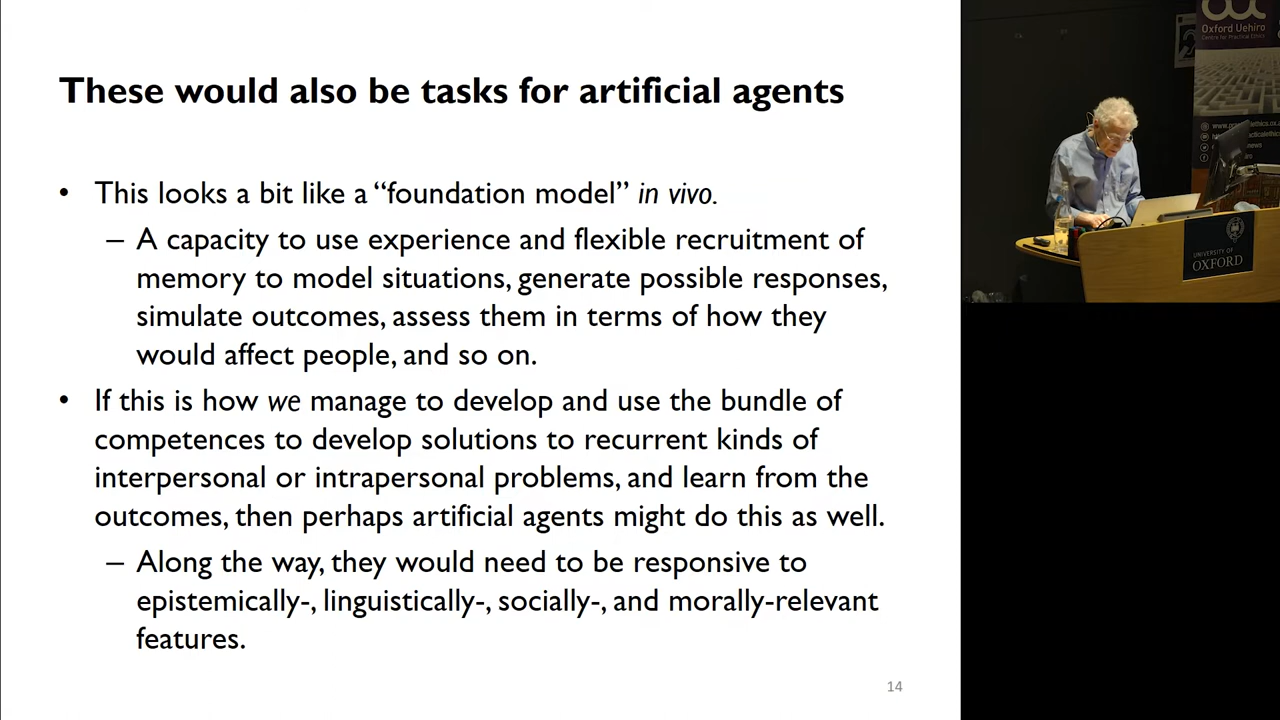 These would also be tasks for artificial agents
• This looks a bit like a “foundation model” in vivo.
– A capacity to use experience and flexible recruitment of
memory to model situations, generate possible responses,
simulate outcomes, assess them in terms of how they
would affect people, and so on.
• If this is how we manage to develop and use the bundle of
competences to develop solutions to recurrent kinds of
interpersonal or intrapersonal problems, and learn from the
outcomes, then perhaps artificial agents might do this as well.
– Along the way, they would need to be responsive to
epistemically-, linguistically-, socially-, and morally-relevant
features.
14
Oxford Uehiro
Centre for Practical Ethics
UNIVERSITY OF
OXFORD